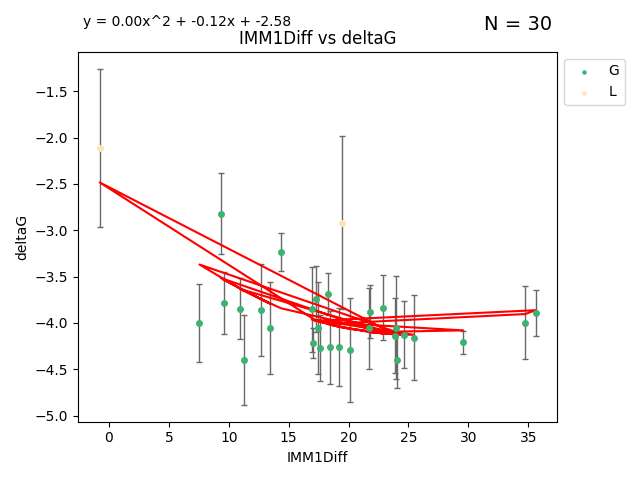 y = 0.00x^2 + -0.12x + -2.58
N = 30
IMM1Diff vs deltaG
G
L
−1.5
−2.0
−2.5
−3.0
−3.5
−4.0
−4.5
−5.0
deltaG
0 5 10 15 20 25 30 35
IMM1Diff